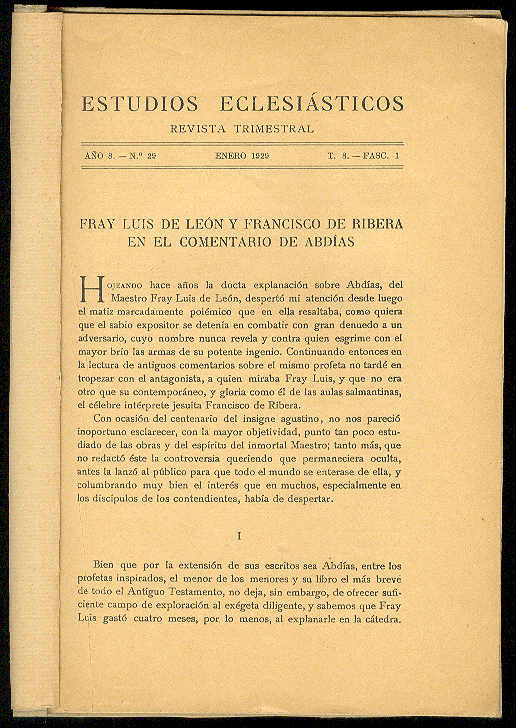 ESTUDIOS ECLESIÁSTICOS
REVISTA TRIMESTRAL
AÑO 8. — N.º 29 ENERO 1929 T. 8. — FASC. 1
FRAY LUIS DE LEÓN Y FRANCISCO DE RIBERA
EN EL COMENTARIO DE ABDÍAS
HOJEANDO hace años la docta explanación sobre Abdías, del
Maestro Fray Luis de León, despertó mi atención desde luego
el matiz marcadamente polémico que en ella resaltaba, como quiera
que el sabio expositor se detenía en combatir con gran denuedo a un
adversario, cuyo nombre nunca revela y contra quien esgrime con el
mayor brío las armas de su potente ingenio. Continuando entonces en
la lectura de antiguos comentarios sobre el mismo profeta no tardé en
tropezar con el antagonista, a quien miraba Fray Luis, y que no era
otro que su contemporáneo, y gloria como él de las aulas salmantinas,
el célebre intérprete jesuíta Francisco de Ribera.
Con ocasión del centenario del insigne agustino, no nos pareció
inoportuno esclarecer, con la mayor objetividad, punto tan poco estu-
diado de las obras y del espíritu del inmortal Maestro; tanto más, que
no redactó éste la controversia queriendo que permaneciera oculta,
antes la lanzó al público para que todo el mundo se enterase de ella, y
columbrando muy bien el interés que en muchos, especialmente en
los discípulos de los contendientes, había de despertar.
I
Bien que por la extensión de sus escritos sea Abdías, entre los
profetas inspirados, el menor de los menores y su libro el más breve
de todo el Antiguo Testamento, no deja, sin embargo, de ofrecer sufi-
ciente campo de exploración al exégeta diligente, y sabemos que Fray
Luis gastó cuatro meses, por lo menos, al explanarle en la cátedra.